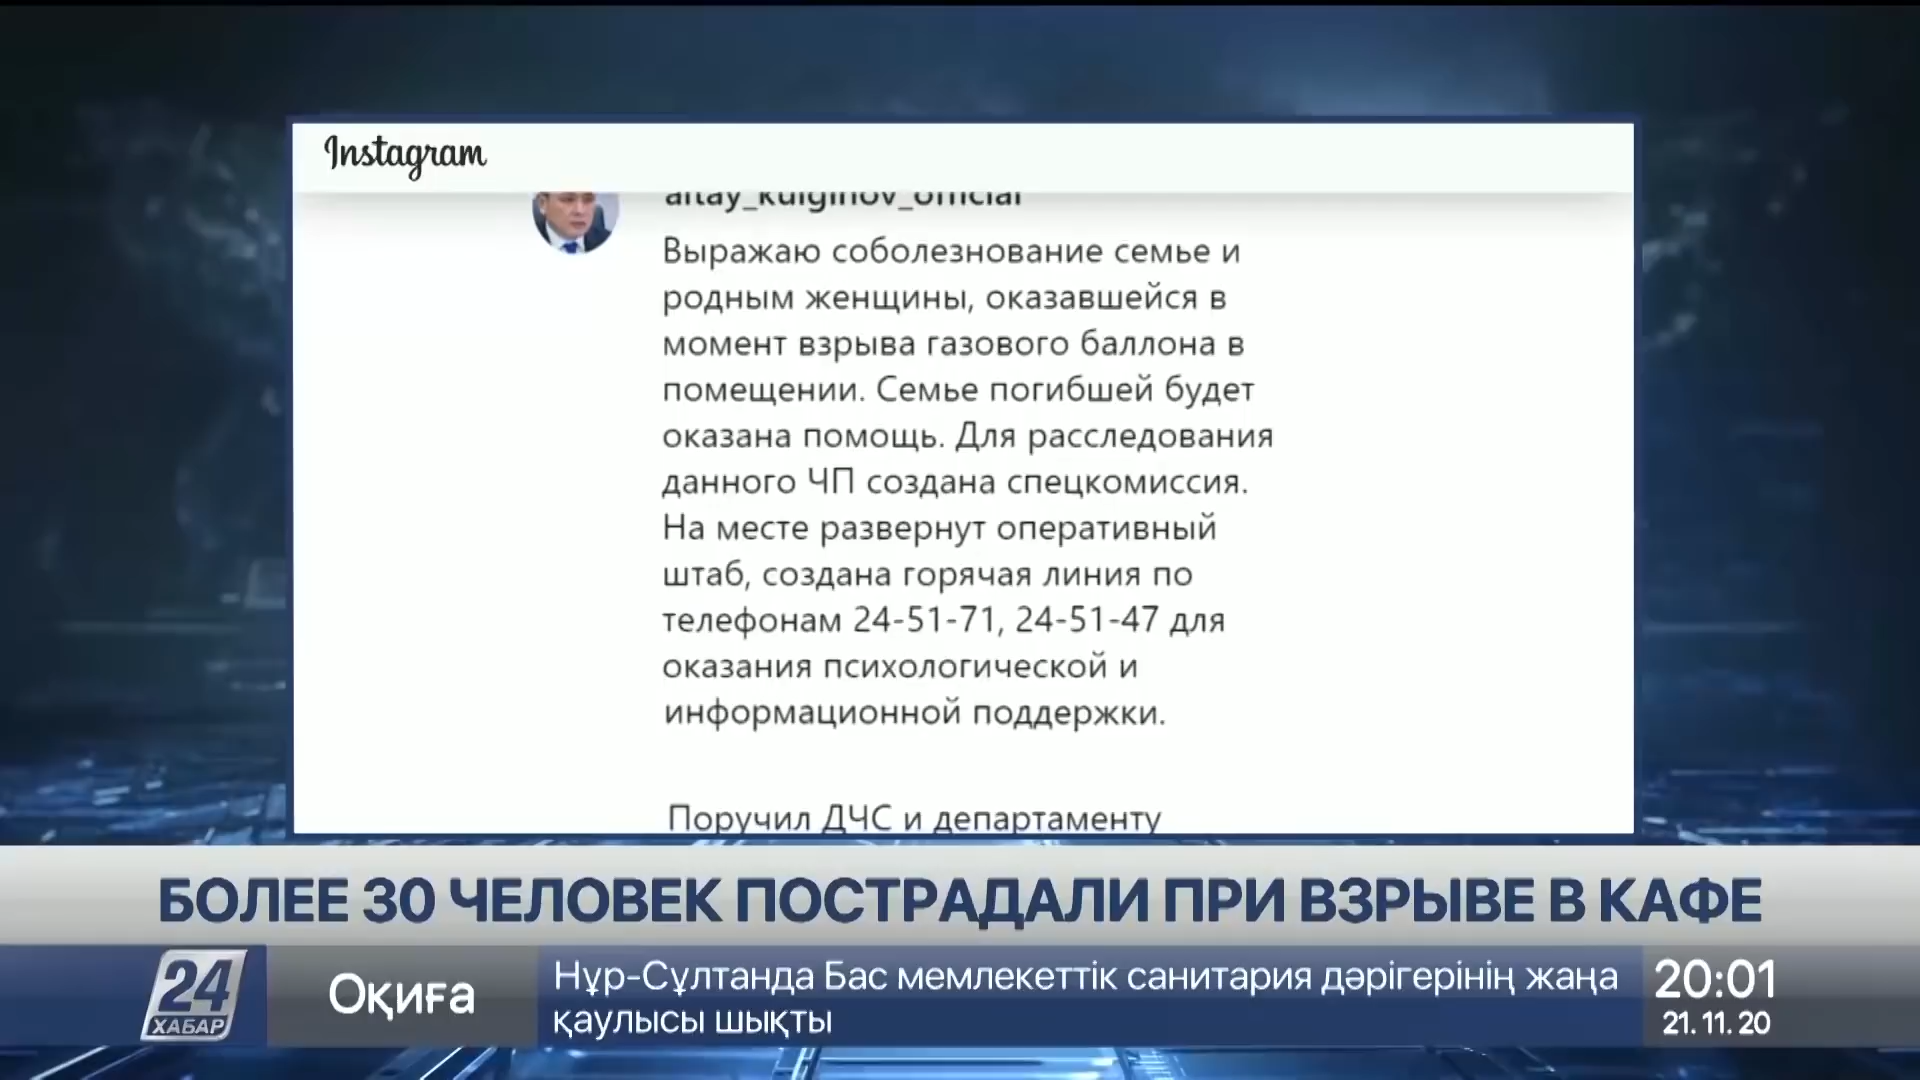 Instagram
altay_kulginov_official
Выражаю соболезнование семье и
родным женщины, оказавшейся в
момент взрыва газового баллона в
помещении. Семье погибшей будет
оказана помощь. Для расследования
данного ЧП создана спецкомиссия.
На месте развернут оперативный
штаб, создана горячая линия по
телефонам 24-51-71, 24-51-47 для
оказания психологической и
информационной поддержки.
Поручил ДЧС и департаменту
БОЛЕЕ 30 ЧЕЛОВЕК ПОСТРАДАЛИ ПРИ ВЗРЫВЕ В КАФЕ
24
ХАБАР
Оқиға
Нұр-Сұлтанда Бас мемлекеттік санитария дәрігерінің жаңа
қаулысы шықты
20:01
21. 11. 20